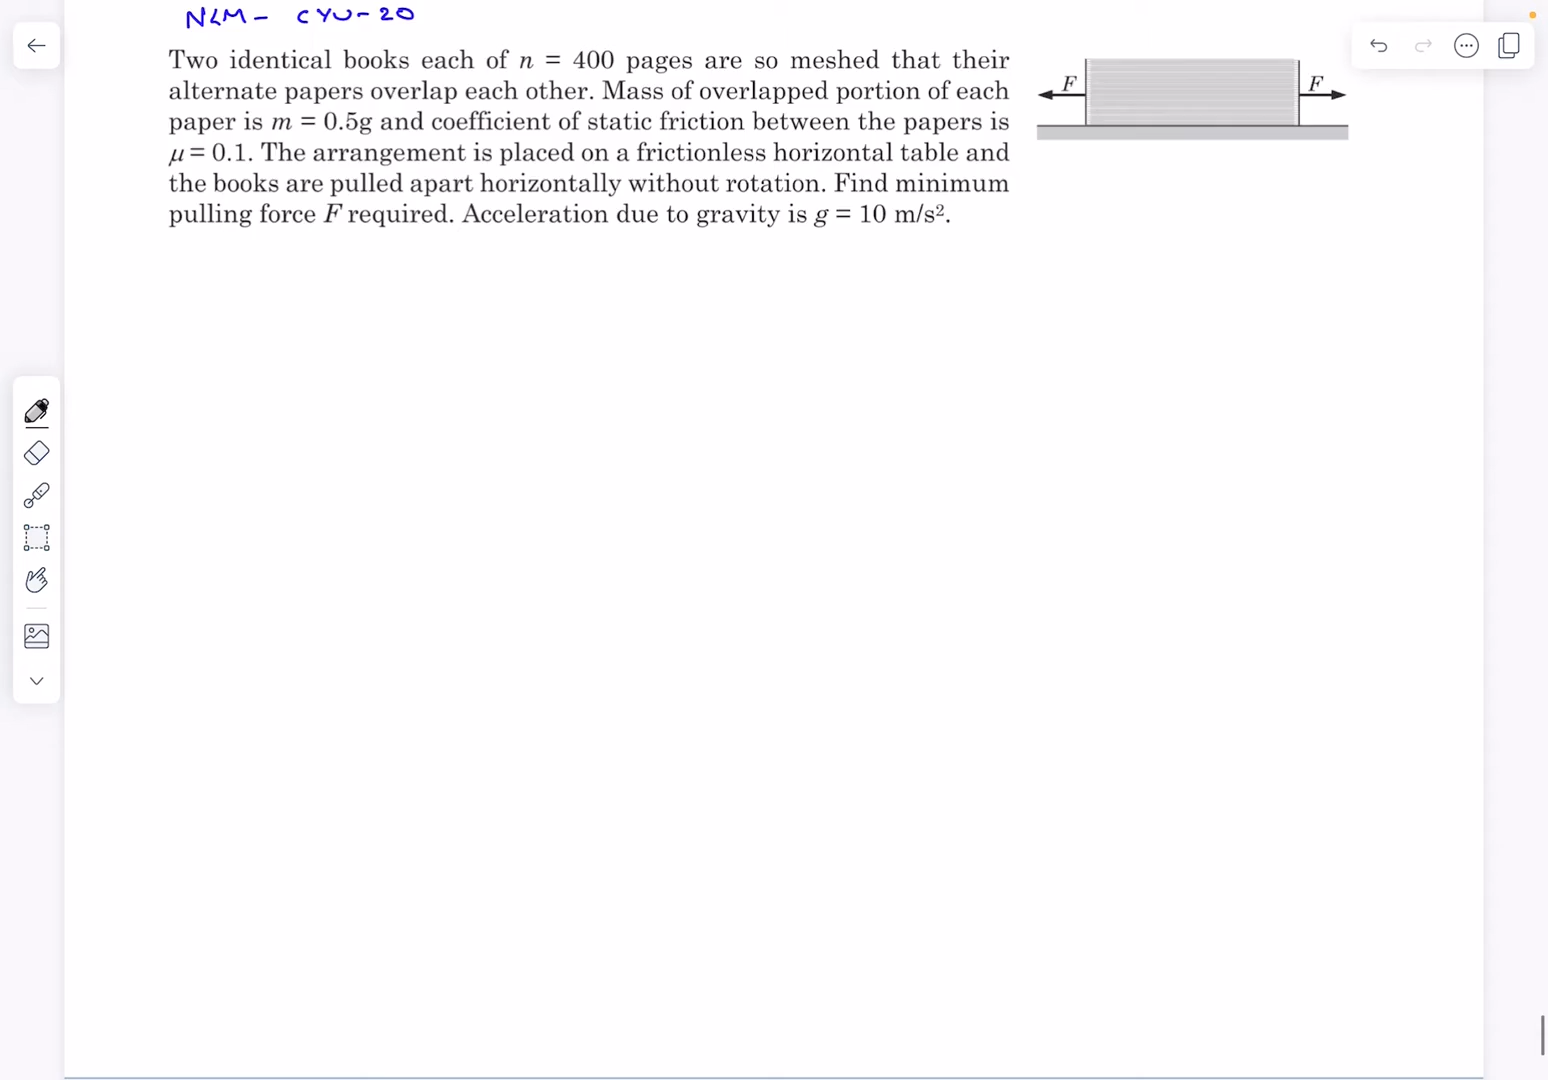 NLM - CYU-20
Two identical books each of n = 400 pages are so meshed that their
alternate papers overlap each other. Mass of overlapped portion of each
paper is m = 0.5g and coefficient of static friction between the papers is
μ = 0.1. The arrangement is placed on a frictionless horizontal table and
the books are pulled apart horizontally without rotation. Find minimum
pulling force F required. Acceleration due to gravity is g = 10 m/s².
F
F